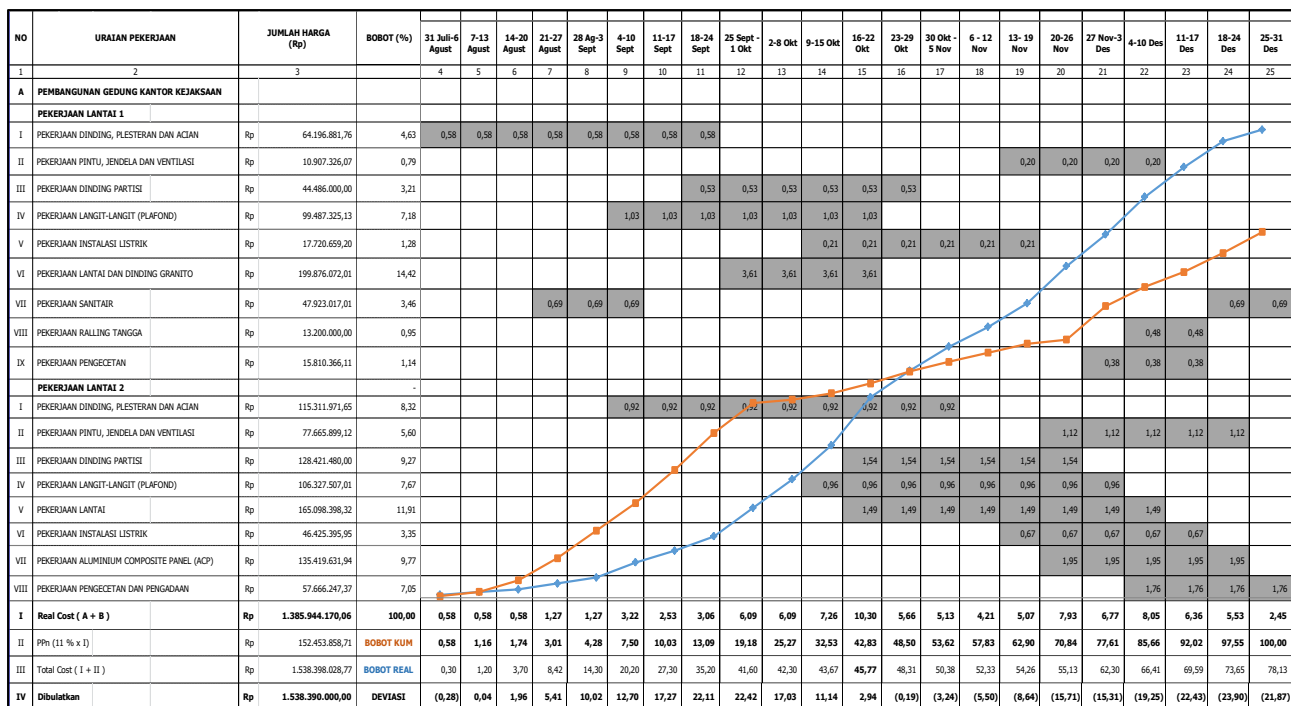 NO URAIAN PEKERJAAN JUMLAH HARGA (Rp) BOBOT (%) 31 Juli-6 Agust 7-13 Agust 14-20 Agust 21-27 Agust 28 Ag-3 Sept 4-10 Sept 11-17 Sept 18-24 Sept 25 Sept - 1 Okt 2-8 Okt 9-15 Okt 16-22 Okt 23-29 Okt 30 Okt - 5 Nov 6 - 12 Nov 13- 19 Nov 20-26 Nov 27 Nov-3 Des 4-10 Des 11-17 Des 18-24 Des 25-31 Des
1 2 3 4 5 6 7 8 9 10 11 12 13 14 15 16 17 18 19 20 21 22 23 24 25
A PEMBANGUNAN GEDUNG KANTOR KEJAKSAAN
PEKERJAAN LANTAI 1
I PEKERJAAN DINDING, PLESTERAN DAN ACIAN Rp 64.196.881,76 4,63 0,58 0,58 0,58 0,58 0,58 0,58 0,58 0,58
II PEKERJAAN PINTU, JENDELA DAN VENTILASI Rp 10.907.326,07 0,79 0,20 0,20 0,20 0,20
III PEKERJAAN DINDING PARTISI Rp 44.486.000,00 3,21 0,53 0,53 0,53 0,53 0,53 0,53
IV PEKERJAAN LANGIT-LANGIT (PLAFOND) Rp 99.487.325,13 7,18 1,03 1,03 1,03 1,03 1,03 1,03 1,03
V PEKERJAAN INSTALASI LISTRIK Rp 17.720.659,20 1,28 0,21 0,21 0,21 0,21 0,21 0,21
VI PEKERJAAN LANTAI DAN DINDING GRANITO Rp 199.876.072,01 14,42 3,61 3,61 3,61 3,61
VII PEKERJAAN SANITAIR Rp 47.923.017,01 3,46 0,69 0,69 0,69 0,69 0,69
VIII PEKERJAAN RALLING TANGGA Rp 13.200.000,00 0,95 0,48 0,48
IX PEKERJAAN PENGECETAN Rp 15.810.366,11 1,14 0,38 0,38 0,38
PEKERJAAN LANTAI 2 -
I PEKERJAAN DINDING, PLESTERAN DAN ACIAN Rp 115.311.971,65 8,32 0,92 0,92 0,92 0,92 0,92 0,92 0,92 0,92 0,92
II PEKERJAAN PINTU, JENDELA DAN VENTILASI Rp 77.665.899,12 5,60 1,12 1,12 1,12 1,12 1,12
III PEKERJAAN DINDING PARTISI Rp 128.421.480,00 9,27 1,54 1,54 1,54 1,54 1,54 1,54
IV PEKERJAAN LANGIT-LANGIT (PLAFOND) Rp 106.327.507,01 7,67 0,96 0,96 0,96 0,96 0,96 0,96 0,96 0,96
V PEKERJAAN LANTAI Rp 165.098.398,32 11,91 1,49 1,49 1,49 1,49 1,49 1,49 1,49 1,49
VI PEKERJAAN INSTALASI LISTRIK Rp 46.425.395,95 3,35 0,67 0,67 0,67 0,67 0,67
VII PEKERJAAN ALUMINIUM COMPOSITE PANEL (ACP) Rp 135.419.631,94 9,77 1,95 1,95 1,95 1,95 1,95
VIII PEKERJAAN PENGECETAN DAN PENGADAAN Rp 57.666.247,37 7,05 1,76 1,76 1,76 1,76
I Real Cost ( A + B ) Rp 1.385.944.170,06 100,00 0,58 0,58 0,58 1,27 1,27 3,22 2,53 3,06 6,09 6,09 7,26 10,30 5,66 5,13 4,21 5,07 7,93 6,77 8,05 6,36 5,53 2,45
II PPn (11 % x I) Rp 152.453.858,71 BOBOT KUM 0,58 1,16 1,74 3,01 4,28 7,50 10,03 13,09 19,18 25,27 32,53 42,83 48,50 53,62 57,83 62,90 70,84 77,61 85,66 92,02 97,55 100,00
III Total Cost ( I + II ) Rp 1.538.398.028,77 BOBOT REAL 0,30 1,20 3,70 8,42 14,30 20,20 27,30 35,20 41,60 42,30 43,67 45,77 48,31 50,38 52,33 54,26 55,13 62,30 66,41 69,59 73,65 78,13
IV Dibulatkan Rp 1.538.390.000,00 DEVIASI (0,28) 0,04 1,96 5,41 10,02 12,70 17,27 22,11 22,42 17,03 11,14 2,94 (0,19) (3,24) (5,50) (8,64) (15,71) (15,31) (19,25) (22,43) (23,90) (21,87)